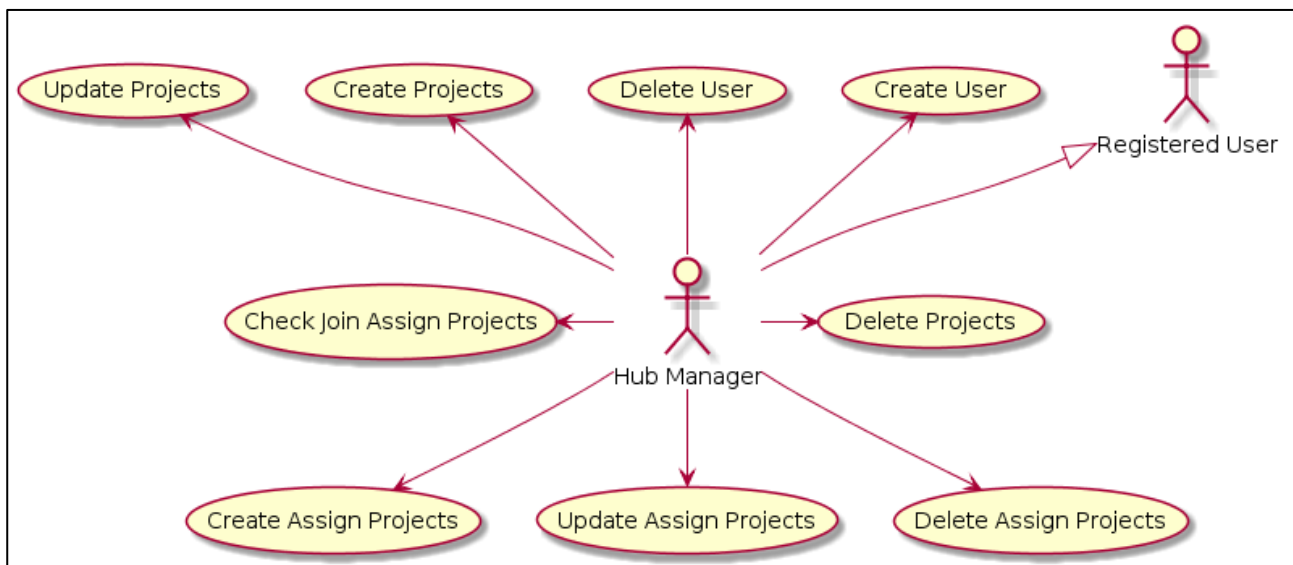 Update Projects
Create Projects
Delete User
Create User
Registered User
Check Join Assign Projects
Delete Projects
Hub Manager
Create Assign Projects
Update Assign Projects
Delete Assign Projects